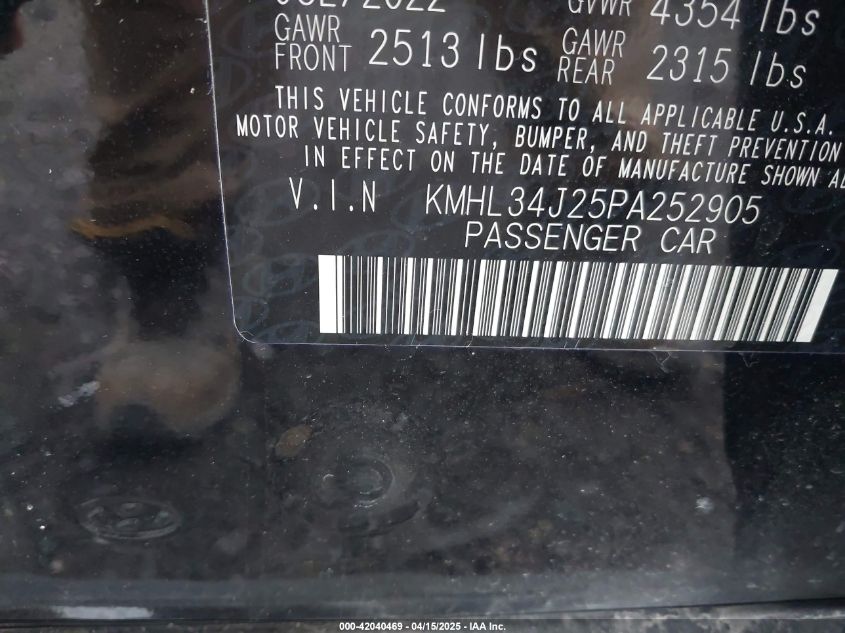 GVWR 4354 lbs
GAWR FRONT 2513 lbs GAWR REAR 2315 lbs
THIS VEHICLE CONFORMS TO ALL APPLICABLE U.S.A.
MOTOR VEHICLE SAFETY, BUMPER, AND THEFT PREVENTION
IN EFFECT ON THE DATE OF MANUFACTURE SHOWN
V.I.N KMHL34J25PA252905
PASSENGER CAR
000-42040469 - 04/15/2025 - IAA Inc.